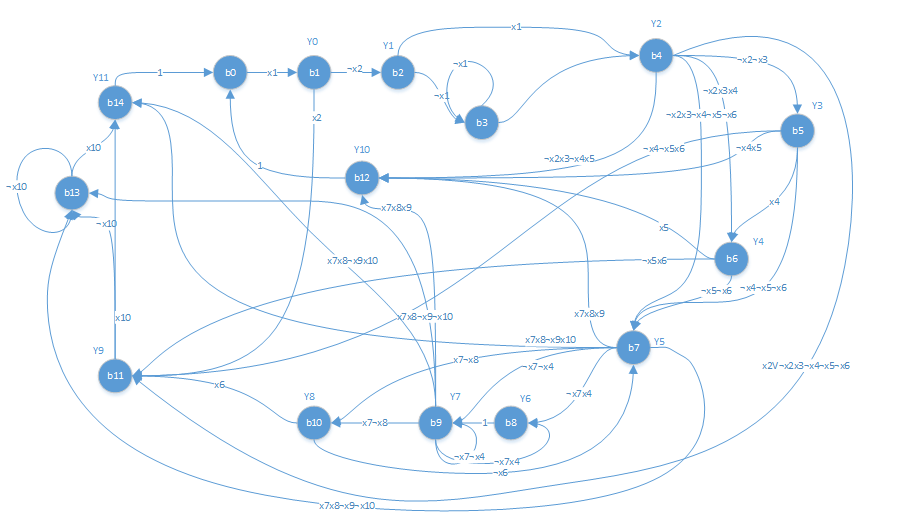 Y2
x1
Y0
Y1
b4
¬x2¬x3
¬x1
Y11
1
b0
x1
b1
¬x2
b2
¬x2x3x4
¬x1
b14
x2
b3
¬x2x3¬x4¬x5¬x6
Y3
b5
x10
Y10
¬x2x3¬x4x5
¬x4¬x5x6
¬x4x5
1
b12
¬x10
b13
x7x8x9
x4
¬x10
x5
Y4
x7x8¬x9x10
¬x5x6
b6
¬x5¬x6
¬x4¬x5¬x6
x10
x7x8¬x9¬x10
x7x8x9
x7x8¬x9x10
b7
Y5
Y9
x7¬x8
¬x7¬x4
x2V¬x2x3¬x4¬x5¬x6
b11
x6
¬x7x4
Y8
Y7
Y6
b10
x7¬x8
b9
1
b8
¬x7¬x4
¬x7x4
¬x6
x7x8¬x9¬x10